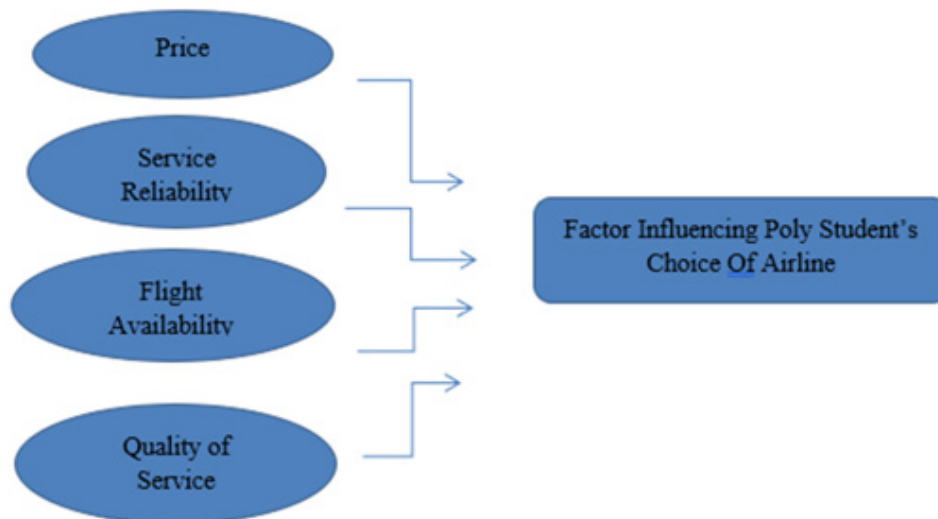 Price
Service
Reliability
Flight
Availability
Quality of
Service
Factor Influencing Poly Student’s
Choice Of Airline